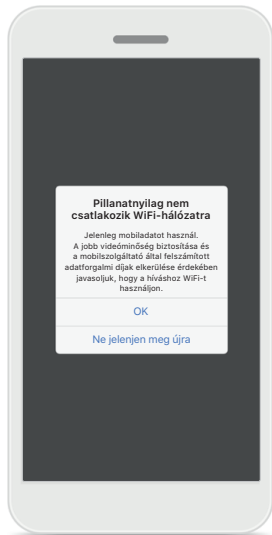 Pillanatnyilag nem
csatlakozik WiFi-hálózatra
Jelenleg mobiladatot használ.
A jobb videóminőség biztosítása és
a mobilszolgáltató által felszámított
adatforgalmi díjak elkerülése érdekében
javasoljuk, hogy a híváshoz WiFi-t
használjon.
OK
Ne jelenjen meg újra